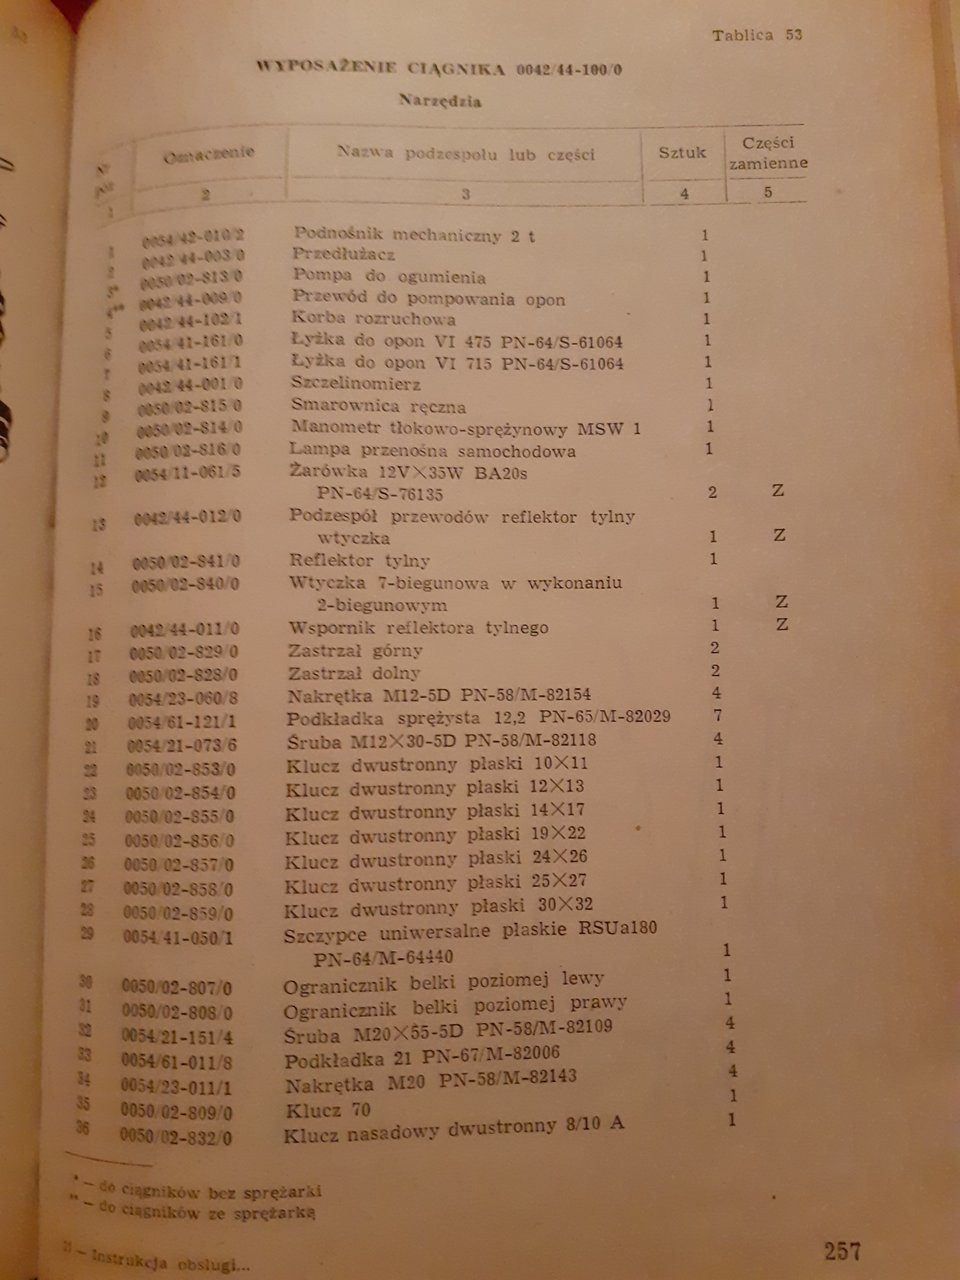 Tablica 53
WYPOSAŻENIE CIĄGNIKA 0042/44-100/0
Narzędzia
Nr poz Oznaczenie Nazwa podzespołu lub części Sztuk Części zamienne
1 2 3 4 5
1 0054/42-010/2 Podnośnik mechaniczny 2 t 1
2 0042/44-003/0 Przedłużacz 1
3* 0050/02-813/0 Pompa do ogumienia 1
4** 0042/44-009/0 Przewód do pompowania opon 1
5 0042/44-102/1 Korba rozruchowa 1
6 0054/41-161/0 Łyżka do opon VI 475 PN-64/S-61064 1
7 0054/41-161/1 Łyżka do opon VI 715 PN-64/S-61064 1
8 0042/44-001/0 Szczelinomierz 1
9 0050/02-815/0 Smarownica ręczna 1
10 0050/02-814/0 Manometr tłokowo-sprężynowy MSW 1 1
11 0050/02-816/0 Lampa przenośna samochodowa 1
12 0054/11-061/5 Żarówka 12V×35W BA20s
PN-64/S-76135 2 Z
13 0042/44-012/0 Podzespół przewodów reflektor tylny
wtyczka 1 Z
14 0050/02-841/0 Reflektor tylny 1
15 0050/02-840/0 Wtyczka 7-biegunowa w wykonaniu
2-biegunowym 1 Z
16 0042/44-011/0 Wspornik reflektora tylnego 1 Z
17 0050/02-829/0 Zastrzał górny 2
18 0050/02-828/0 Zastrzał dolny 2
19 0054/23-060/8 Nakrętka M12-5D PN-58/M-82154 4
20 0054/61-121/1 Podkładka sprężysta 12,2 PN-65/M-82029 7
21 0054/21-073/6 Śruba M12×30-5D PN-58/M-82118 4
22 0050/02-853/0 Klucz dwustronny płaski 10×11 1
23 0050/02-854/0 Klucz dwustronny płaski 12×13 1
24 0050/02-855/0 Klucz dwustronny płaski 14×17 1
25 0050/02-856/0 Klucz dwustronny płaski 19×22 1
26 0050/02-857/0 Klucz dwustronny płaski 24×26 1
27 0050/02-858/0 Klucz dwustronny płaski 25×27 1
28 0050/02-859/0 Klucz dwustronny płaski 30×32 1
29 0054/41-050/1 Szczypce uniwersalne płaskie RSUa180
PN-64/M-64440 1
30 0050/02-807/0 Ogranicznik belki poziomej lewy 1
31 0050/02-808/0 Ogranicznik belki poziomej prawy 1
32 0054/21-151/4 Śruba M20×55-5D PN-58/M-82109 4
33 0054/61-011/8 Podkładka 21 PN-67/M-82006 4
34 0054/23-011/1 Nakrętka M20 PN-58/M-82143 4
35 0050/02-809/0 Klucz 70 1
36 0050/02-832/0 Klucz nasadowy dwustronny 8/10 A 1
* — do ciągników bez sprężarki
** — do ciągników ze sprężarką
— Instrukcja obsługi...
257